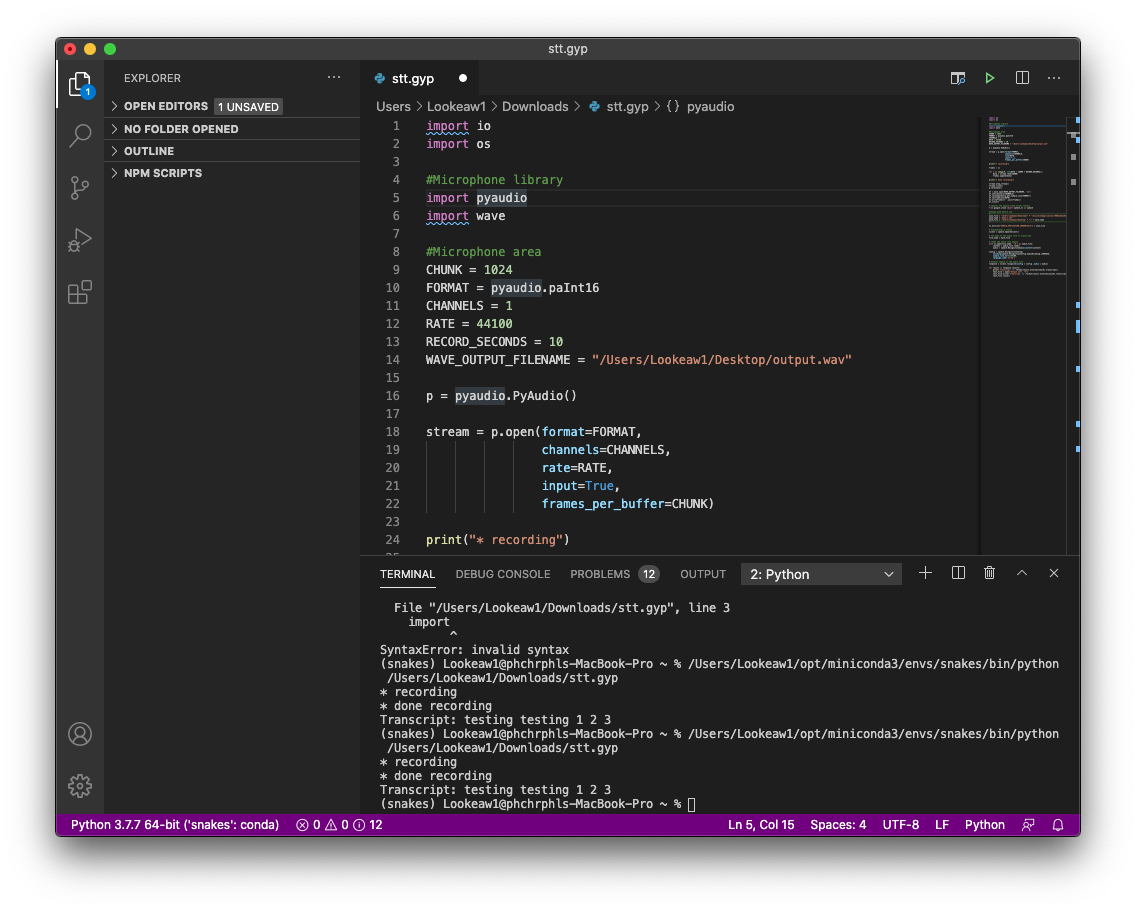 stt.gyp
1
EXPLORER ···
OPEN EDITORS 1 UNSAVED
NO FOLDER OPENED
OUTLINE
NPM SCRIPTS
stt.gyp
Users > Lookeaw1 > Downloads > stt.gyp > {} pyaudio
1 import io
2 import os
3
4 #Microphone library
5 import pyaudio
6 import wave
7
8 #Microphone area
9 CHUNK = 1024
10 FORMAT = pyaudio.paInt16
11 CHANNELS = 1
12 RATE = 44100
13 RECORD_SECONDS = 10
14 WAVE_OUTPUT_FILENAME = "/Users/Lookeaw1/Desktop/output.wav"
15
16 p = pyaudio.PyAudio()
17
18 stream = p.open(format=FORMAT,
19 channels=CHANNELS,
20 rate=RATE,
21 input=True,
22 frames_per_buffer=CHUNK)
23
24 print("* recording")
TERMINAL DEBUG CONSOLE PROBLEMS 12 OUTPUT 2: Python
File "/Users/Lookeaw1/Downloads/stt.gyp", line 3
import
^
SyntaxError: invalid syntax
(snakes) Lookeaw1@phchrphls-MacBook-Pro ~ % /Users/Lookeaw1/opt/miniconda3/envs/snakes/bin/python
/Users/Lookeaw1/Downloads/stt.gyp
* recording
* done recording
Transcript: testing testing 1 2 3
(snakes) Lookeaw1@phchrphls-MacBook-Pro ~ % /Users/Lookeaw1/opt/miniconda3/envs/snakes/bin/python
/Users/Lookeaw1/Downloads/stt.gyp
* recording
* done recording
Transcript: testing testing 1 2 3
(snakes) Lookeaw1@phchrphls-MacBook-Pro ~ %
Python 3.7.7 64-bit ('snakes': conda) 0 0 12 Ln 5, Col 15 Spaces: 4 UTF-8 LF Python